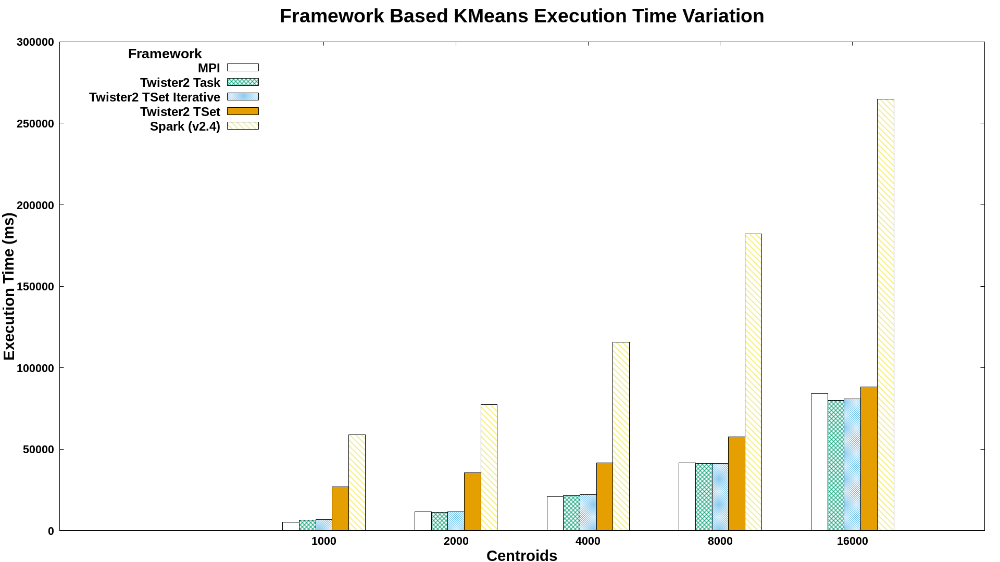 Framework Based KMeans Execution Time Variation
300000
250000
200000
150000
100000
50000
0
Execution Time (ms)
Framework
MPI
Twister2 Task
Twister2 TSet Iterative
Twister2 TSet
Spark (v2.4)
1000 2000 4000 8000 16000
Centroids